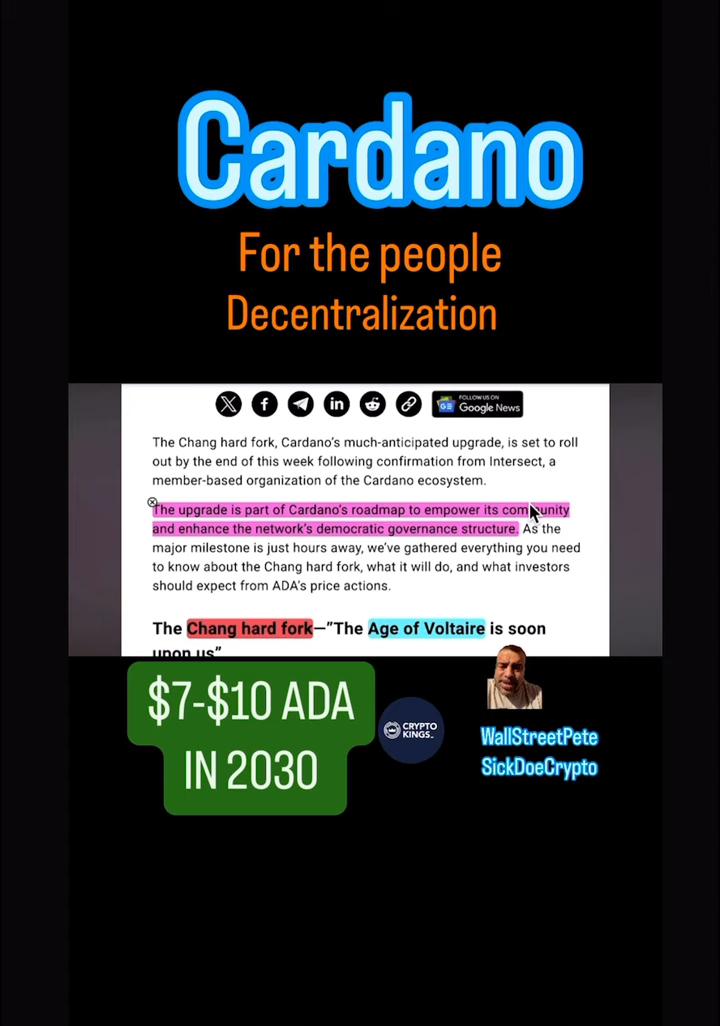 Cardano
For the people
Decentralization
FOLLOW US ON
Google News
The Chang hard fork, Cardano's much-anticipated upgrade, is set to roll
out by the end of this week following confirmation from Intersect, a
member-based organization of the Cardano ecosystem.
The upgrade is part of Cardano's roadmap to empower its community
and enhance the network's democratic governance structure. As the
major milestone is just hours away, we've gathered everything you need
to know about the Chang hard fork, what it will do, and what investors
should expect from ADA's price actions.
The Chang hard fork—"The Age of Voltaire is soon
upon us"
$7-$10 ADA
IN 2030
CRYPTO
KINGS
WallStreetPete
SickDoeCrypto